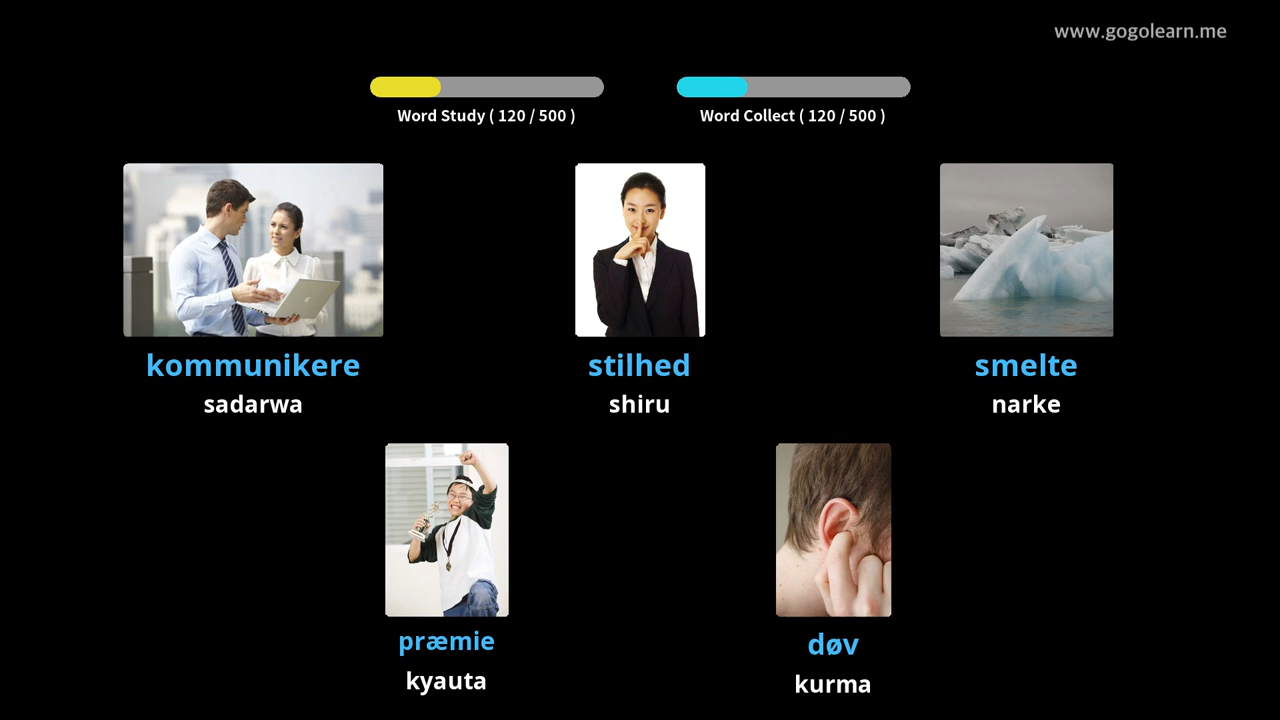 www.gogolearn.me
Word Study ( 120 / 500 )
Word Collect ( 120 / 500 )
kommunikere
sadarwa
stilhed
shiru
smelte
narke
præmie
kyauta
døv
kurma